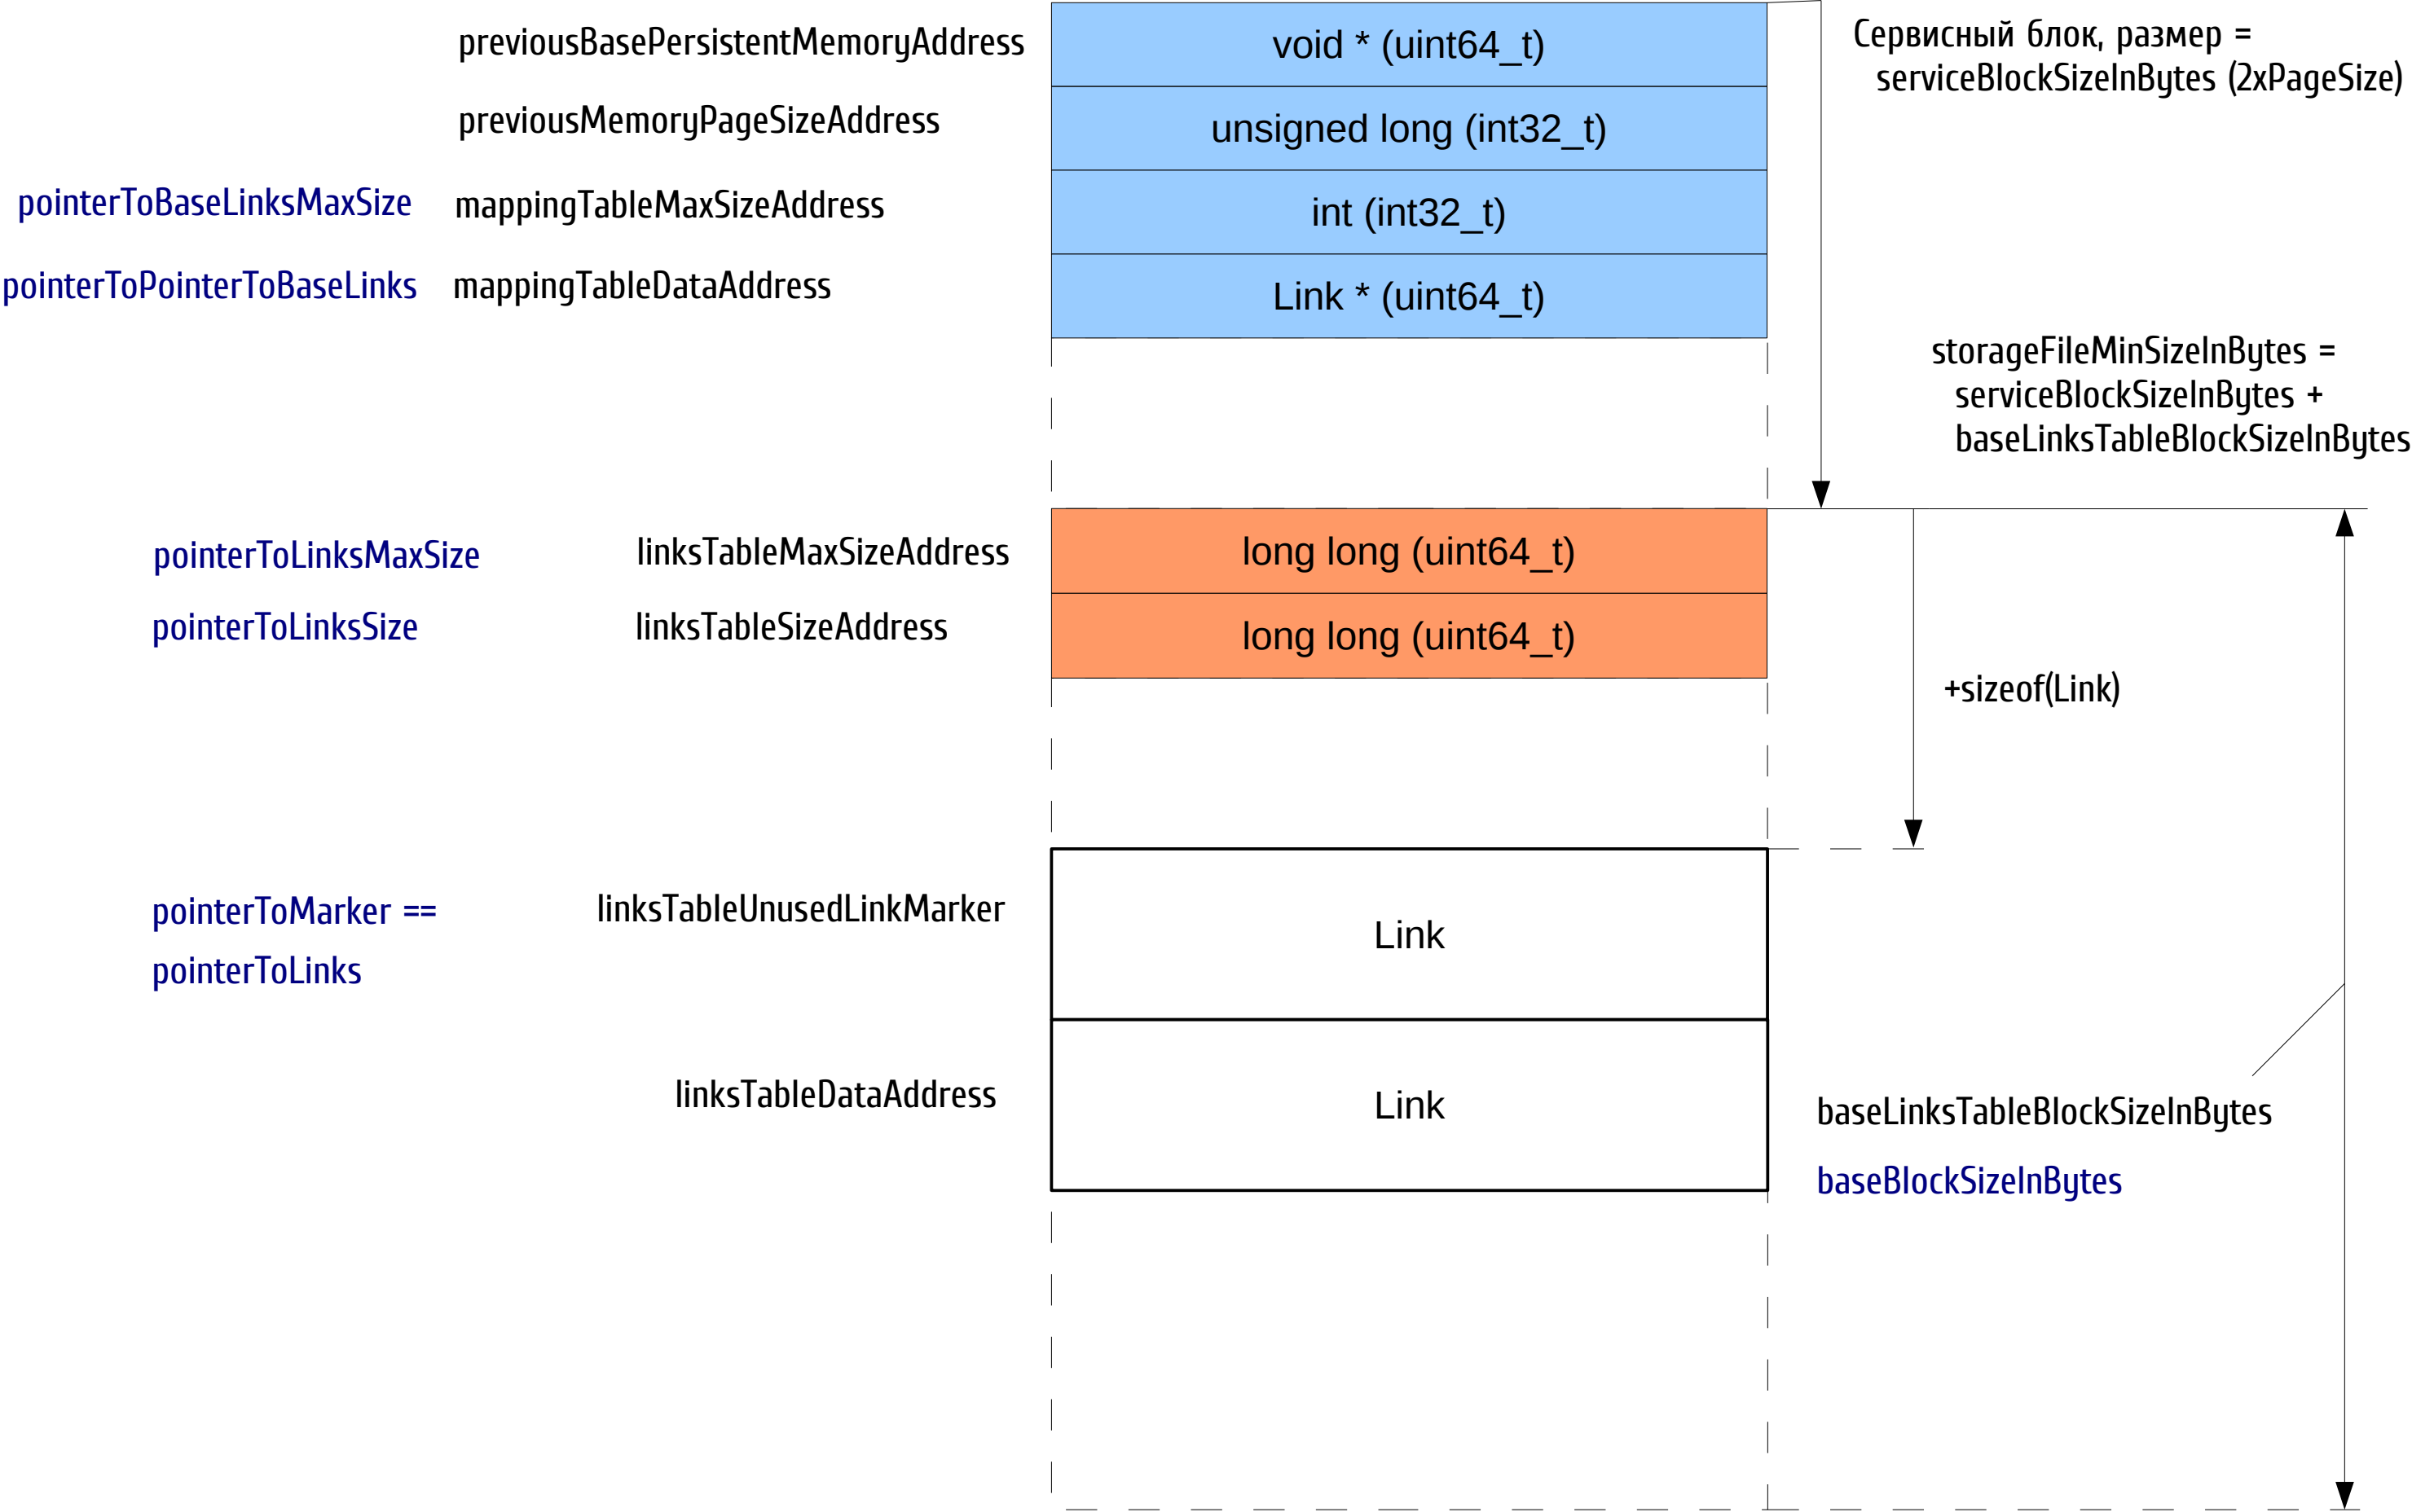 previousBasePersistentMemoryAddress
void * (uint64_t)
Сервисный блок, размер =
serviceBlockSizeInBytes (2xPageSize)
previousMemoryPageSizeAddress
unsigned long (int32_t)
pointerToBaseLinksMaxSize
mappingTableMaxSizeAddress
int (int32_t)
pointerToPointerToBaseLinks
mappingTableDataAddress
Link * (uint64_t)
storageFileMinSizeInBytes =
serviceBlockSizeInBytes +
baseLinksTableBlockSizeInBytes
pointerToLinksMaxSize
linksTableMaxSizeAddress
long long (uint64_t)
pointerToLinksSize
linksTableSizeAddress
long long (uint64_t)
+sizeof(Link)
pointerToMarker ==
pointerToLinks
linksTableUnusedLinkMarker
Link
linksTableDataAddress
Link
baseLinksTableBlockSizeInBytes
baseBlockSizeInBytes